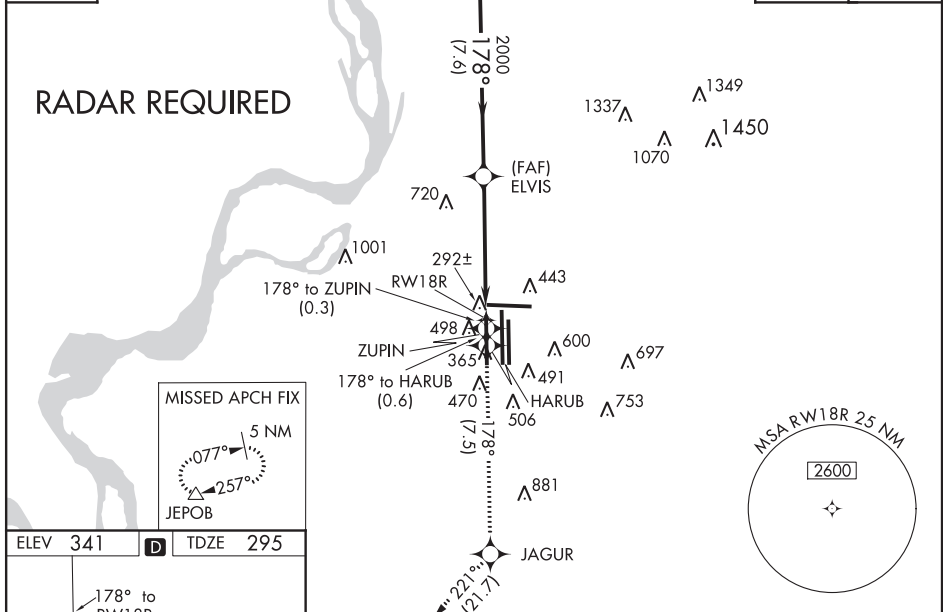 2000
178°
(7.6)
RADAR REQUIRED
1349
1337
1450
1070
(FAF)
ELVIS
720
1001
292±
RW18R
443
178° to ZUPIN
(0.3)
498
ZUPIN
600
365
697
178° to HARUB
(0.6)
491
470
HARUB
506
753
MISSED APCH FIX
5 NM
077°
257°
JEPOB
178°
(7.5)
MSA RW18R 25 NM
2600
881
ELEV 341 D TDZE 295
JAGUR
221°
(21.7)
178° to
RW18R